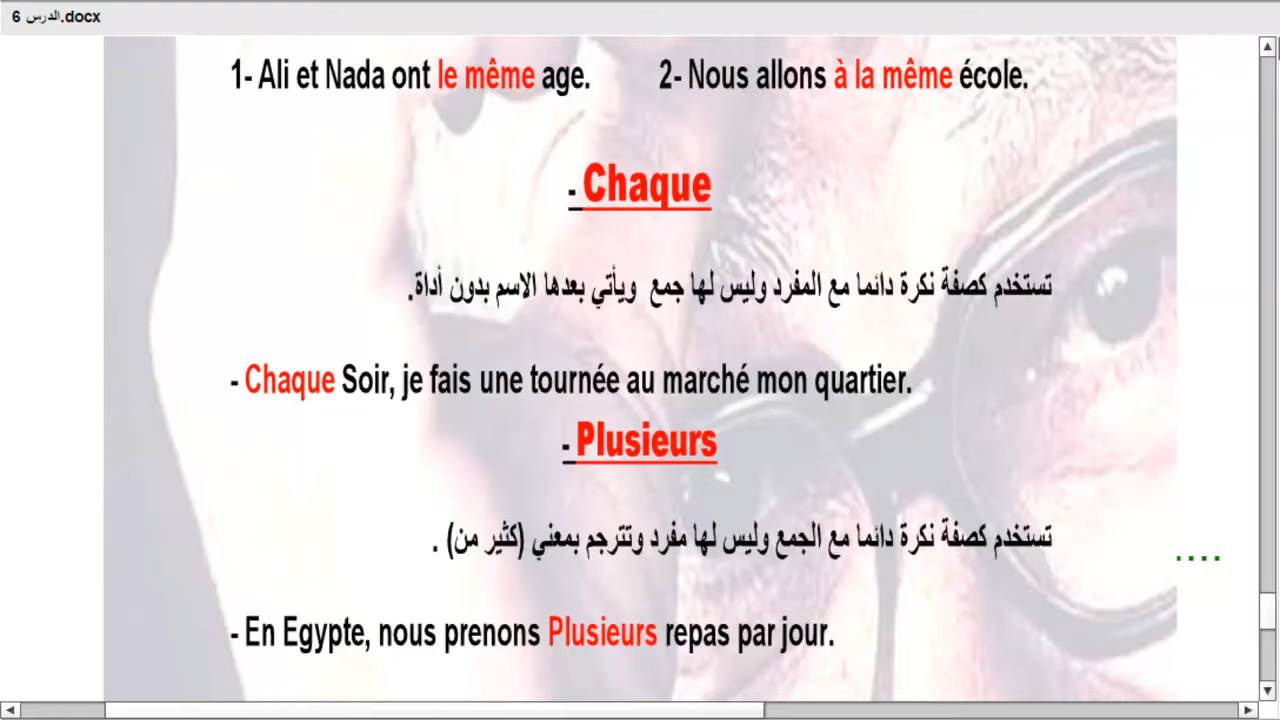 الدرس 6.docx
1- Ali et Nada ont le même age. 2- Nous allons à la même école.
- Chaque
تستخدم كصفة نكرة دائما مع المفرد وليس لها جمع ويأتي بعدها الاسم بدون أداة.
- Chaque Soir, je fais une tournée au marché mon quartier.
- Plusieurs
تستخدم كصفة نكرة دائما مع الجمع وليس لها مفرد وتترجم بمعني (كثير من) .
....
- En Egypte, nous prenons Plusieurs repas par jour.